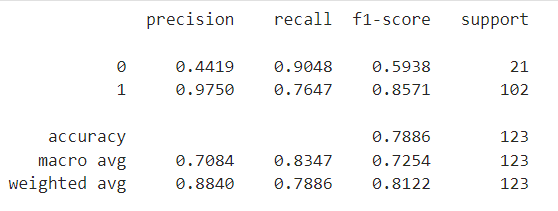 precision recall f1-score support
0 0.4419 0.9048 0.5938 21
1 0.9750 0.7647 0.8571 102
accuracy 0.7886 123
macro avg 0.7084 0.8347 0.7254 123
weighted avg 0.8840 0.7886 0.8122 123